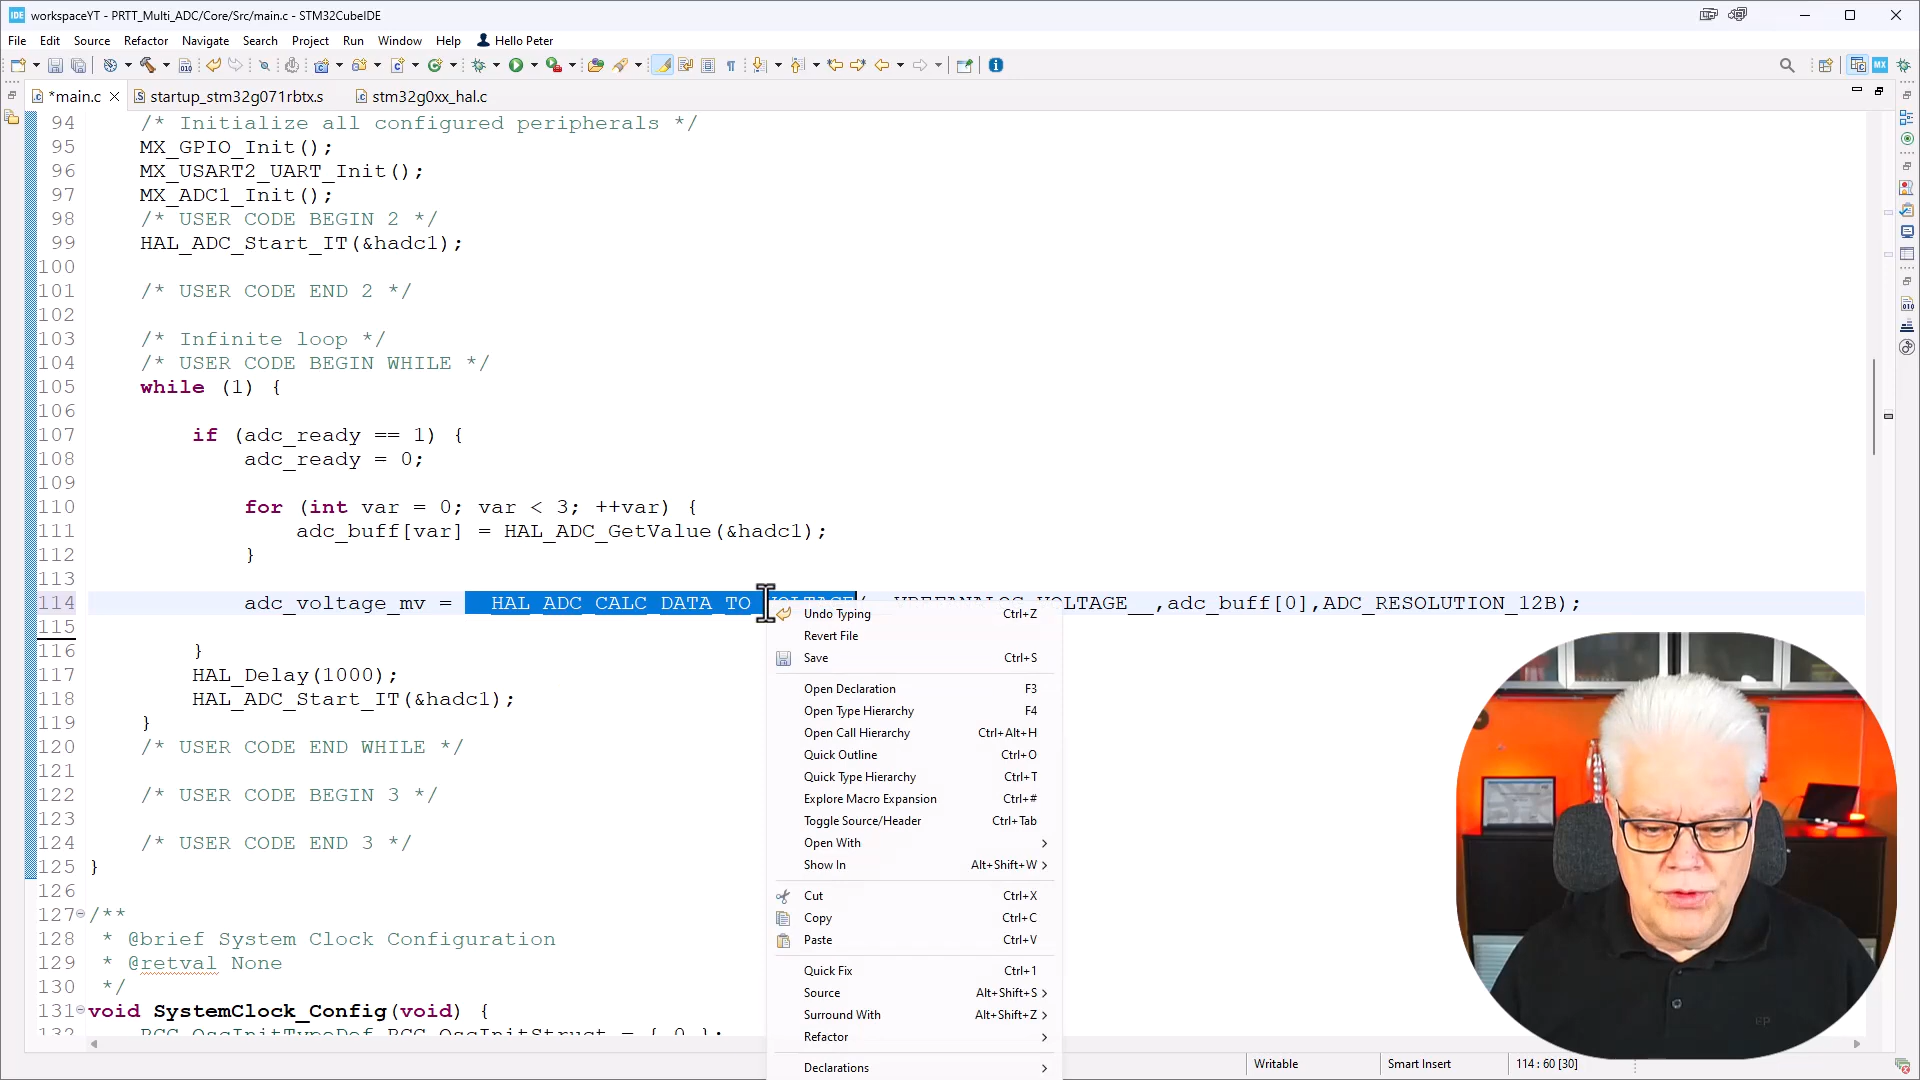 IDE workspaceYT - PRTT_Multi_ADC/Core/Src/main.c - STM32CubeIDE
File Edit Source Refactor Navigate Search Project Run Window Help Hello Peter
*main.c startup_stm32g071rbtx.s stm32g0xx_hal.c
94 /* Initialize all configured peripherals */
95 MX_GPIO_Init();
96 MX_USART2_UART_Init();
97 MX_ADC1_Init();
98 /* USER CODE BEGIN 2 */
99 HAL_ADC_Start_IT(&hadc1);
100
101 /* USER CODE END 2 */
102
103 /* Infinite loop */
104 /* USER CODE BEGIN WHILE */
105 while (1) {
106
107 if (adc_ready == 1) {
108 adc_ready = 0;
109
110 for (int var = 0; var < 3; ++var) {
111 adc_buff[var] = HAL_ADC_GetValue(&hadc1);
112 }
113
114 adc_voltage_mv = __HAL_ADC_CALC_DATA_TO_VOLTAGE(__VREFANALOG_VOLTAGE__,adc_buff[0],ADC_RESOLUTION_12B);
115
116 }
117 HAL_Delay(1000);
118 HAL_ADC_Start_IT(&hadc1);
119 }
120 /* USER CODE END WHILE */
121
122 /* USER CODE BEGIN 3 */
123
124 /* USER CODE END 3 */
125 }
126
127 /**
128 * @brief System Clock Configuration
129 * @retval None
130 */
131 void SystemClock_Config(void) {
132 RCC_OscInitTypeDef RCC_OscInitStruct = { 0 };
Undo Typing Ctrl+Z
Revert File
Save Ctrl+S
Open Declaration F3
Open Type Hierarchy F4
Open Call Hierarchy Ctrl+Alt+H
Quick Outline Ctrl+O
Quick Type Hierarchy Ctrl+T
Explore Macro Expansion Ctrl+#
Toggle Source/Header Ctrl+Tab
Open With
Show In Alt+Shift+W
Cut Ctrl+X
Copy Ctrl+C
Paste Ctrl+V
Quick Fix Ctrl+1
Source Alt+Shift+S
Surround With Alt+Shift+Z
Refactor
Declarations
Writable Smart Insert 114 : 60 [30]